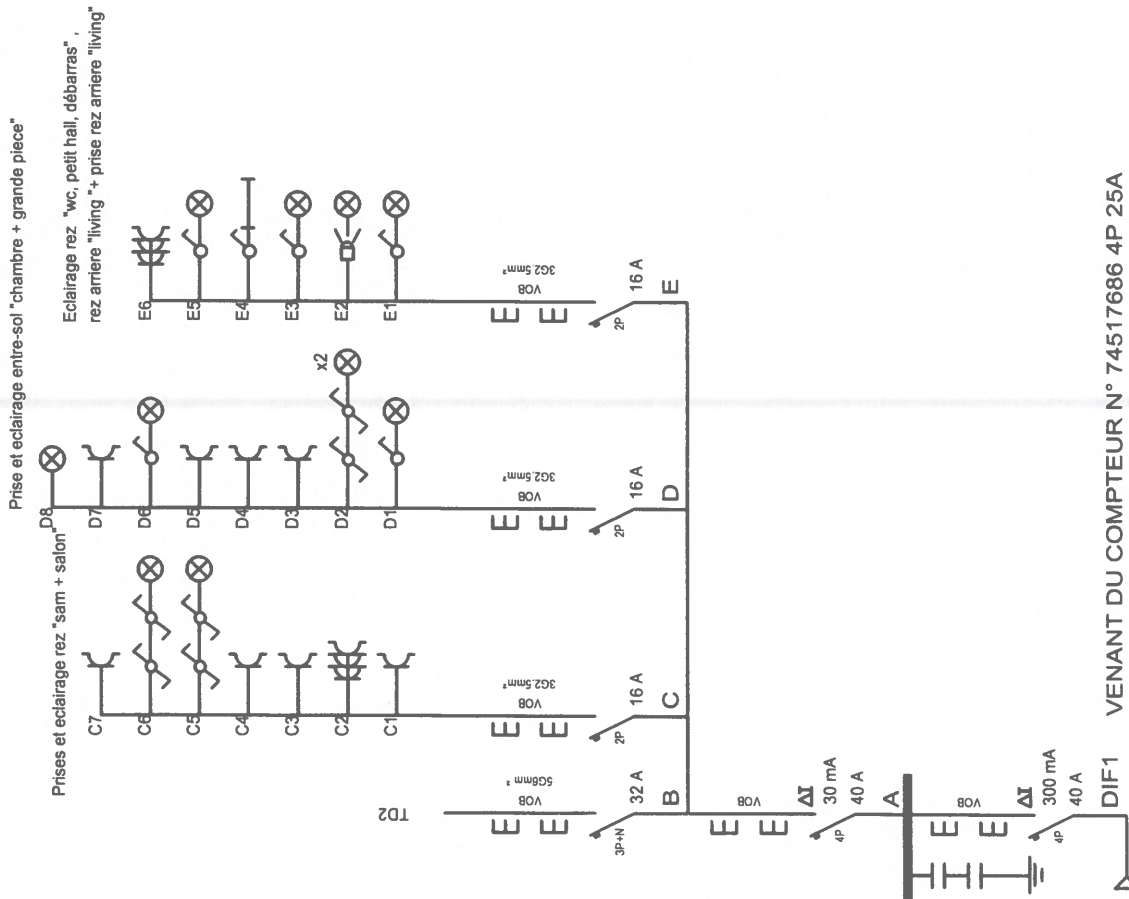 Prise et eclairage entre-sol "chambre + grande piece"
Eclairage rez "wc, petit hall, débarras" ,
rez arriere "living "+ prise rez arriere "living"
Prises et eclairage rez "sam + salon"
D8
D7
D6
D5
D4
D3
D2
D1
x2
E6
E5
E4
E3
E2
E1
C7
C6
C5
C4
C3
C2
C1
TD2
VOB
5G6mm²
VOB
3G2.5mm²
VOB
3G2.5mm²
VOB
3G2.5mm²
3P+N
32 A
B
2P
16 A
C
2P
16 A
D
2P
16 A
E
VOB
ΔI
30 mA
40 A
4P
A
VOB
ΔI
300 mA
40 A
4P
DIF1
VENANT DU COMPTEUR N° 74517686 4P 25A